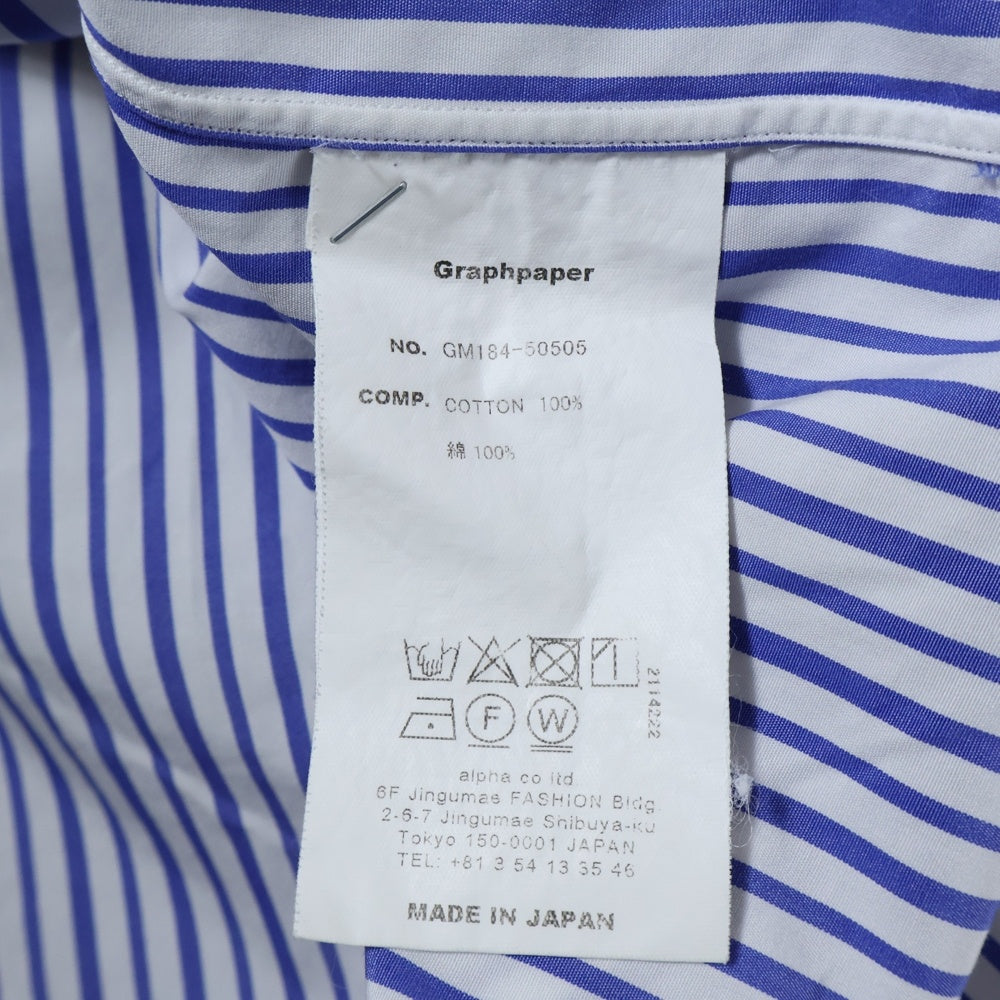 Graphpaper
NO. GM184-50505
COMP. COTTON 100%
綿 100%
2114222
F W
alpha co ltd.
6F Jingumae FASHION Bldg.
2-6-7 Jingumae Shibuya-ku
Tokyo 150-0001 JAPAN
TEL: +81 3 54 13 35 46
MADE IN JAPAN